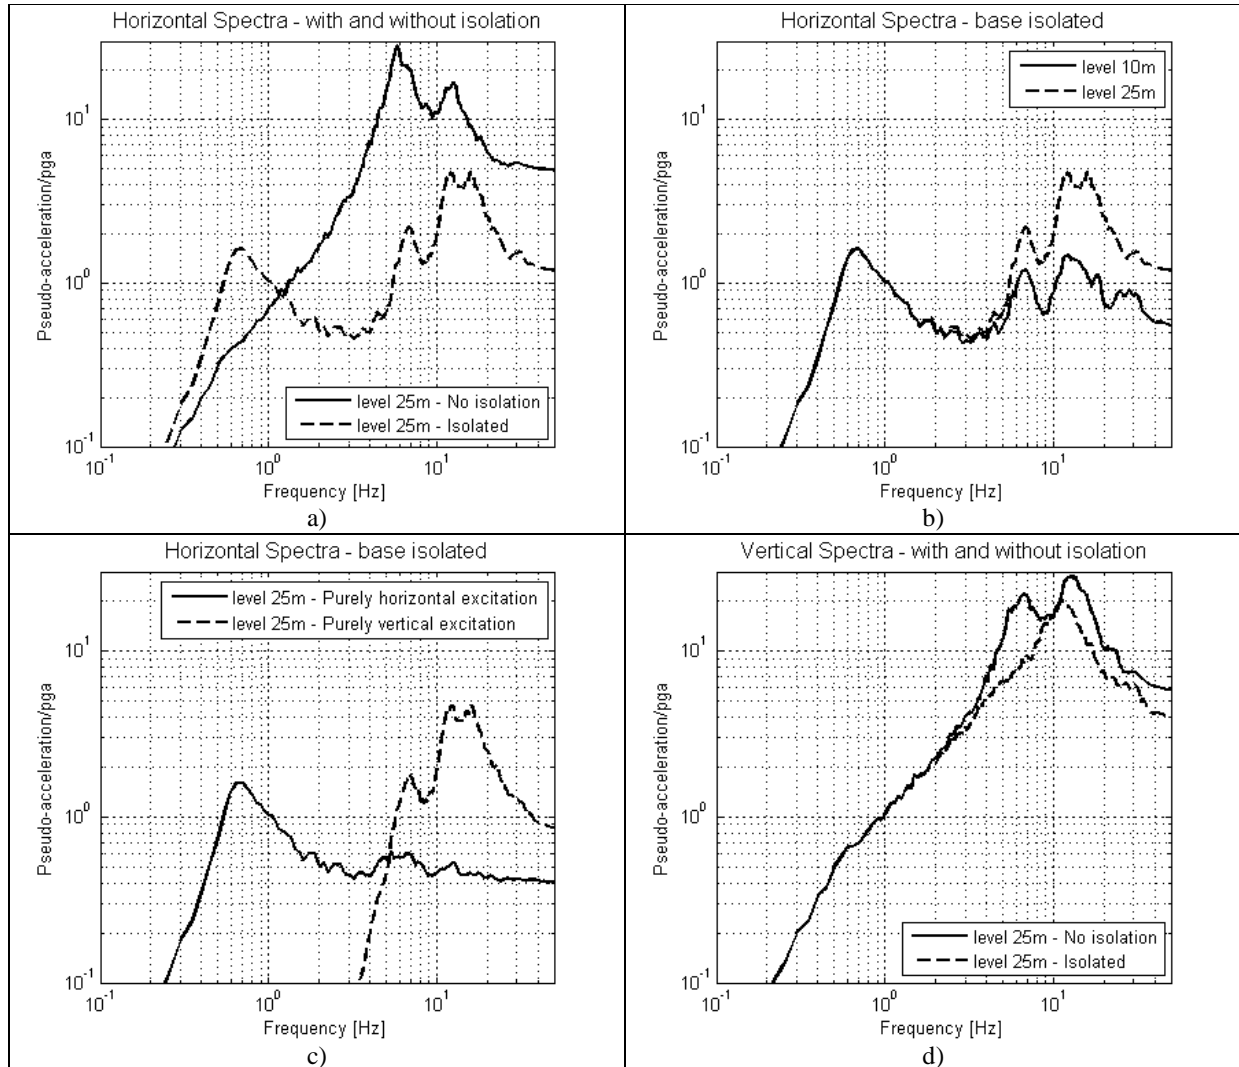 Horizontal Spectra - with and without isolation
Pseudo-acceleration/pga
10^1
10^0
10^-1
level 25m - No isolation
level 25m - Isolated
10^-1
10^0
10^1
Frequency [Hz]
a)
Horizontal Spectra - base isolated
Pseudo-acceleration/pga
10^1
10^0
10^-1
level 10m
level 25m
10^-1
10^0
10^1
Frequency [Hz]
b)
Horizontal Spectra - base isolated
Pseudo-acceleration/pga
10^1
10^0
10^-1
level 25m - Purely horizontal excitation
level 25m - Purely vertical excitation
10^-1
10^0
10^1
Frequency [Hz]
c)
Vertical Spectra - with and without isolation
Pseudo-acceleration/pga
10^1
10^0
10^-1
level 25m - No isolation
level 25m - Isolated
10^-1
10^0
10^1
Frequency [Hz]
d)